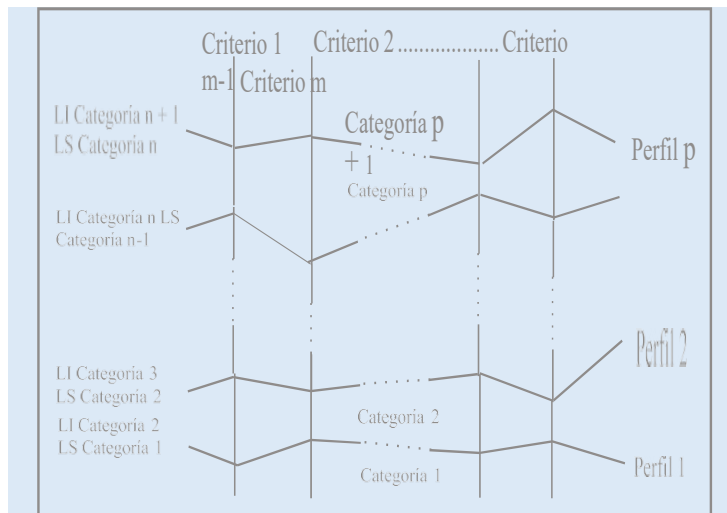 Criterio 1
Criterio 2 ................... Criterio
m-1
Criterio m
LI Categoría n + 1
LS Categoría n
Categoría p
+ 1
Perfil p
Categoría p
LI Categoría n LS
Categoría n-1
Perfil 2
LI Categoría 3
LS Categoría 2
Categoría 2
LI Categoría 2
LS Categoría 1
Categoría 1
Perfil 1